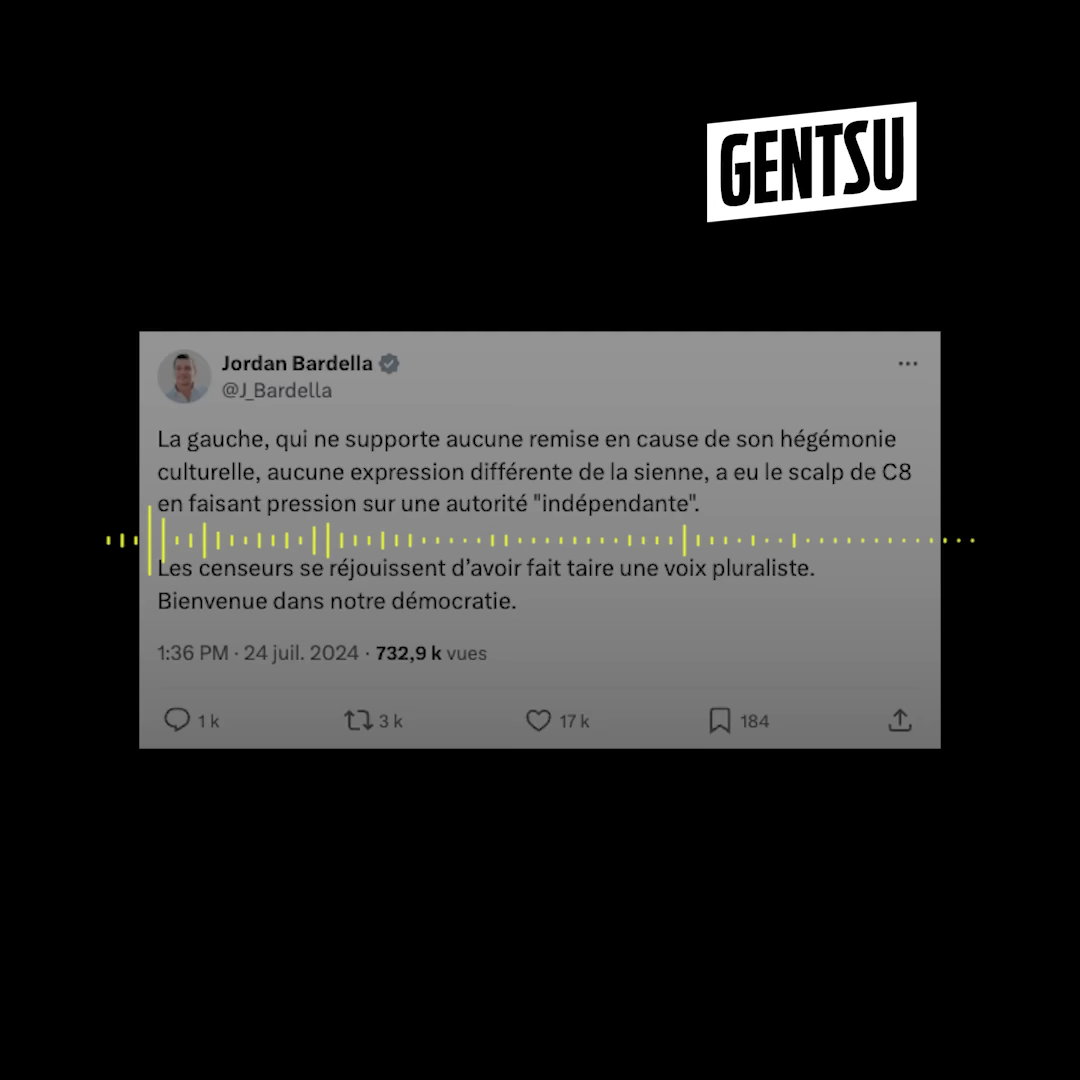 GENTSU
Jordan Bardella
@J_Bardella
La gauche, qui ne supporte aucune remise en cause de son hégémonie
culturelle, aucune expression différente de la sienne, a eu le scalp de C8
en faisant pression sur une autorité "indépendante".
Les censeurs se réjouissent d’avoir fait taire une voix pluraliste.
Bienvenue dans notre démocratie.
1:36 PM · 24 juil. 2024 · 732,9 k vues
1 k 3 k 17 k 184